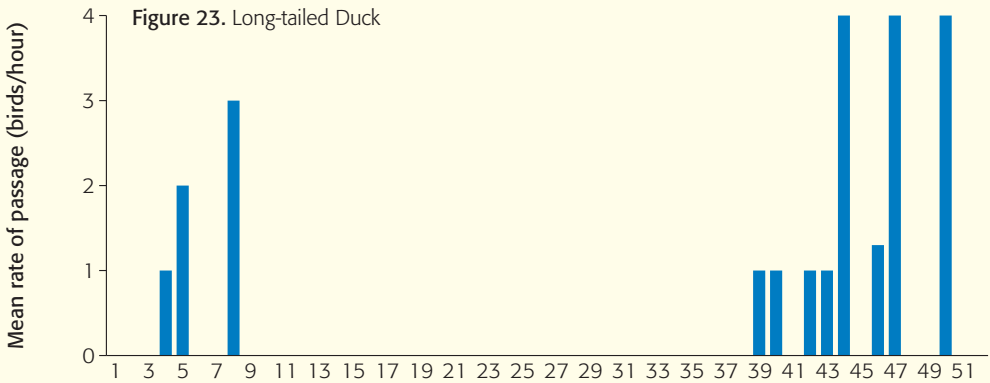 Figure 23. Long-tailed Duck
Mean rate of passage (birds/hour)
4
3
2
1
0
1 3 5 7 9 11 13 15 17 19 21 23 25 27 29 31 33 35 37 39 41 43 45 47 49 51